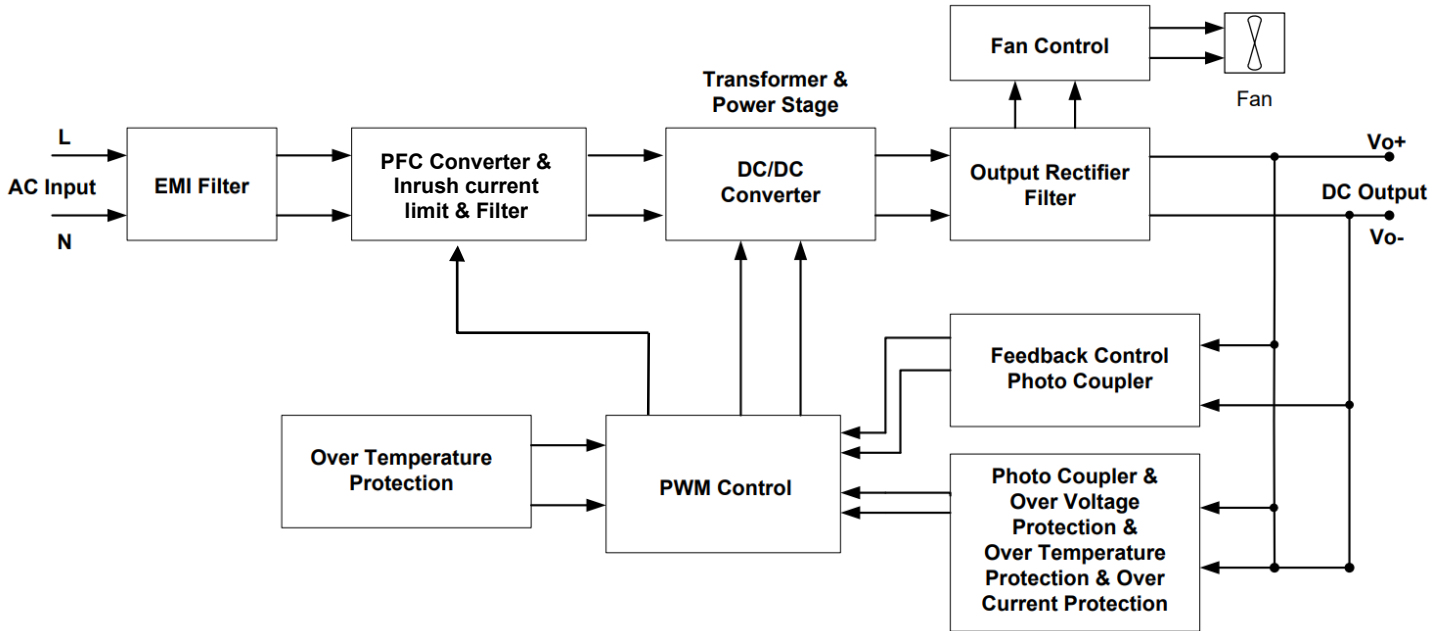 Fan Control
Fan
Transformer &
Power Stage
L
AC Input
N
EMI Filter
PFC Converter &
Inrush current
limit & Filter
DC/DC
Converter
Output Rectifier
Filter
Vo+
DC Output
Vo-
Feedback Control
Photo Coupler
Over Temperature
Protection
PWM Control
Photo Coupler &
Over Voltage
Protection &
Over Temperature
Protection & Over
Current Protection